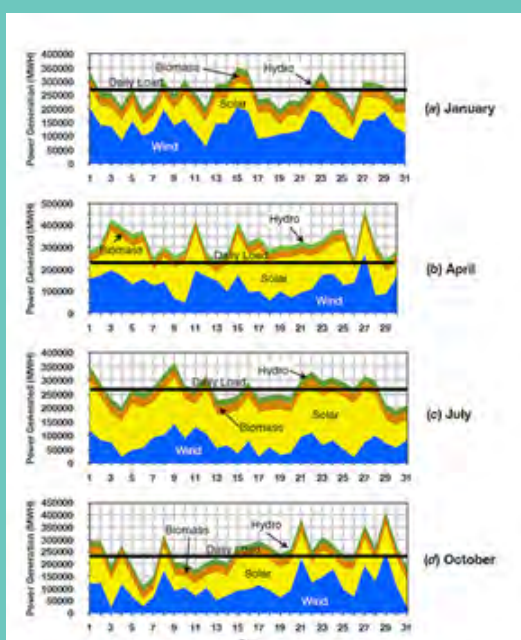 Power Generation (MWH)
400000
350000
300000
250000
200000
150000
100000
50000
0
Biomass
Hydro
Daily Load
Solar
Wind
1 3 5 7 9 11 13 15 17 19 21 23 25 27 29 31
(a) January
Power Generated (MWH)
500000
400000
300000
200000
100000
0
Hydro
Biomass
Daily Load
Solar
Wind
1 3 5 7 9 11 13 15 17 19 21 23 25 27 29
(b) April
Power Generated (MWH)
400000
350000
300000
250000
200000
150000
100000
50000
0
Hydro
Daily Load
Solar
Biomass
Wind
1 3 5 7 9 11 13 15 17 19 21 23 25 27 29 31
(c) July
Power Generation (MWH)
450000
400000
350000
300000
250000
200000
150000
100000
50000
0
Biomass
Hydro
Daily Load
Solar
Wind
1 3 5 7 9 11 13 15 17 19 21 23 25 27 29 31
(d) October